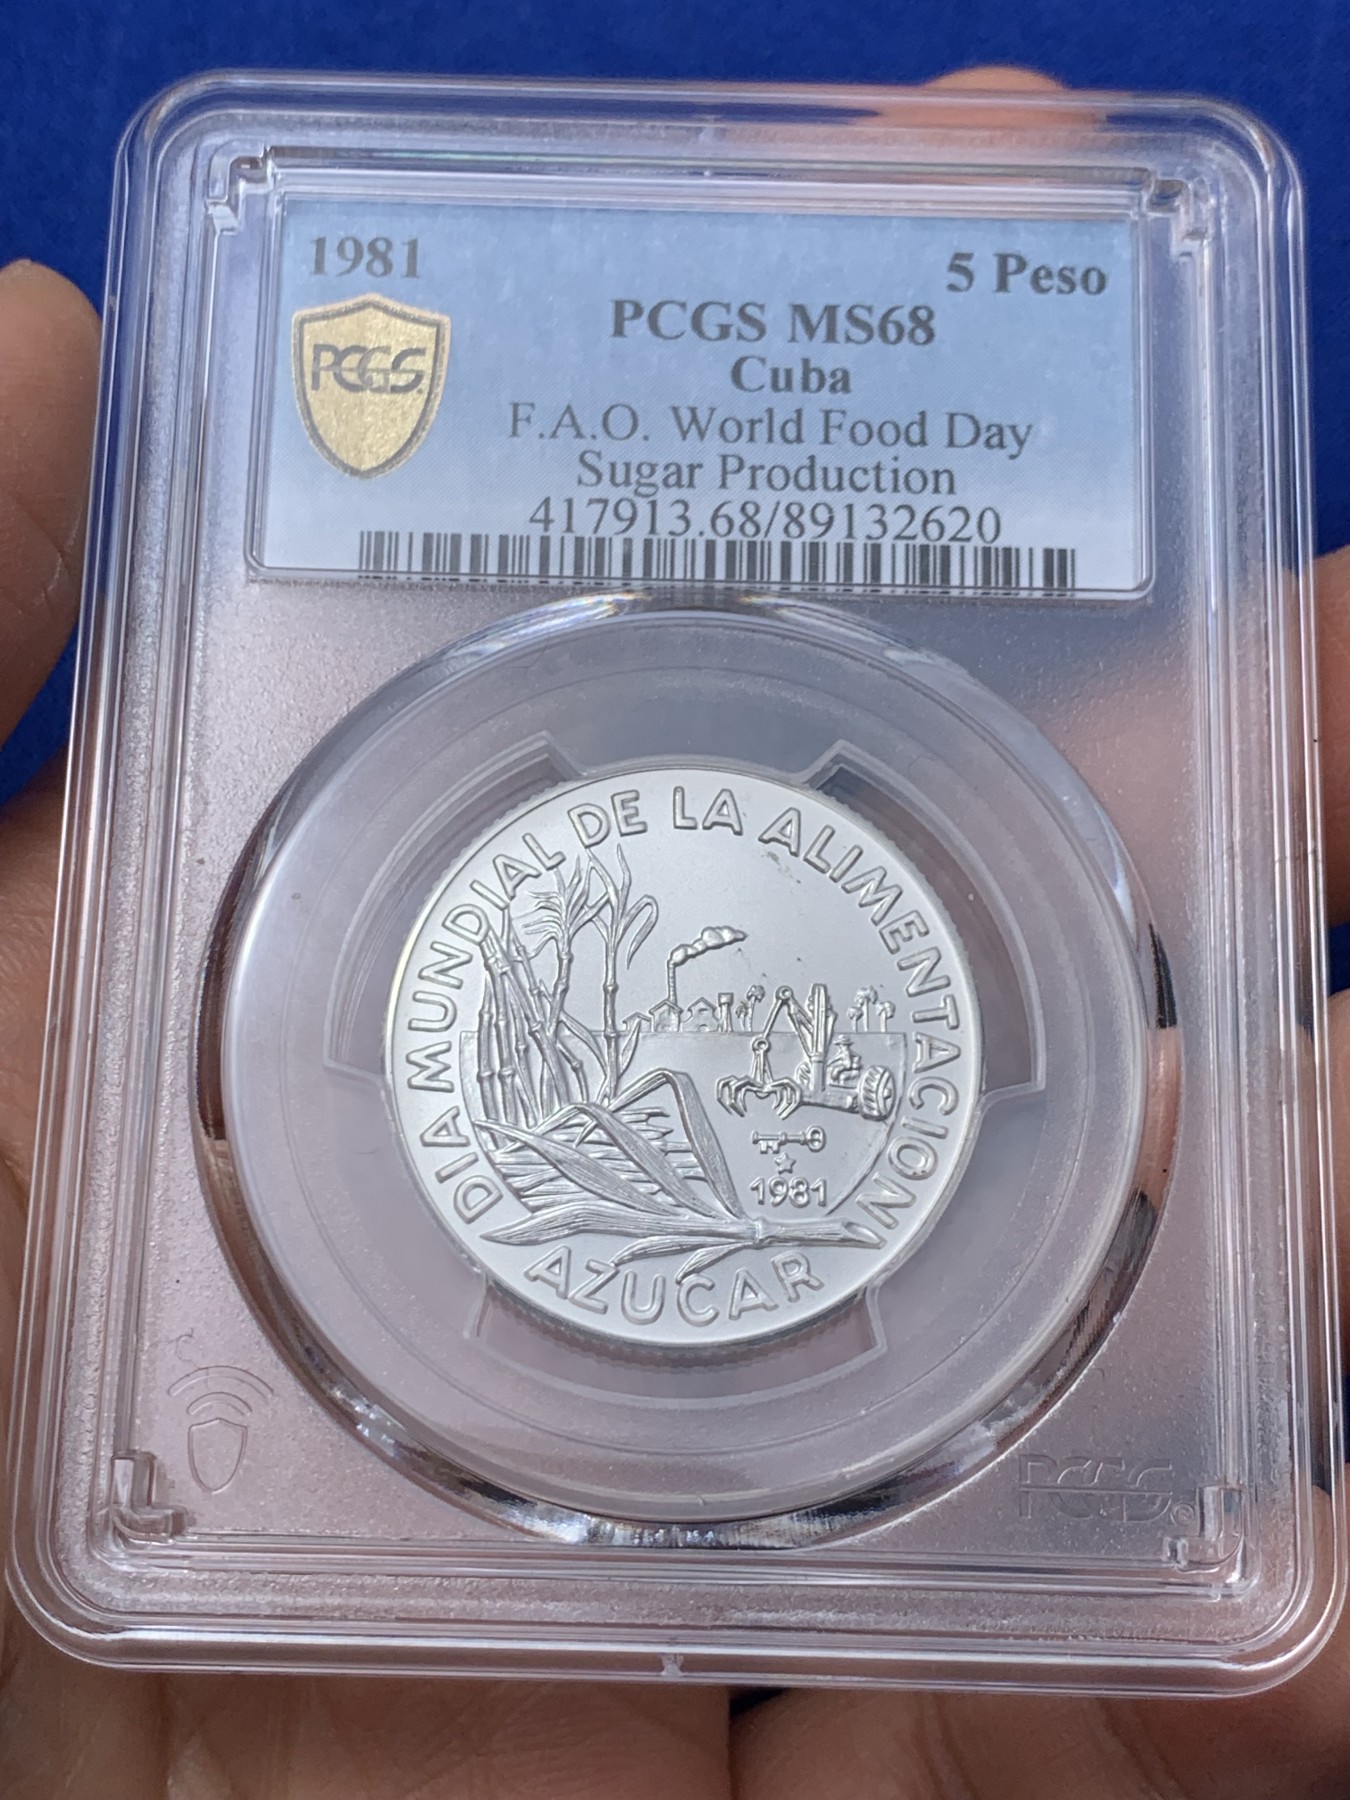 1981
5 Peso
PCGS
PCGS MS68
Cuba
F.A.O. World Food Day
Sugar Production
417913.68/89132620
DIA MUNDIAL DE LA ALIMENTACION
1981
AZUCAR
PCGS